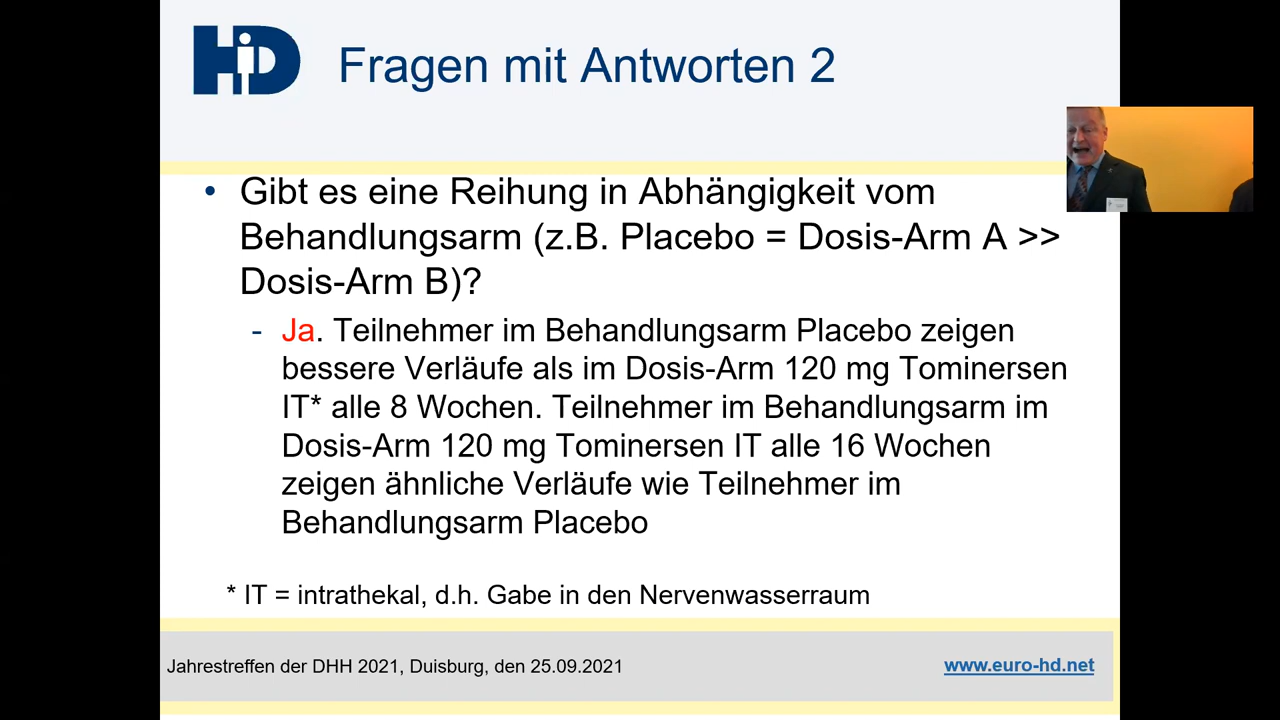 HD
Fragen mit Antworten 2
• Gibt es eine Reihung in Abhängigkeit vom
Behandlungsarm (z.B. Placebo = Dosis-Arm A >>
Dosis-Arm B)?
- Ja. Teilnehmer im Behandlungsarm Placebo zeigen
bessere Verläufe als im Dosis-Arm 120 mg Tominersen
IT* alle 8 Wochen. Teilnehmer im Behandlungsarm im
Dosis-Arm 120 mg Tominersen IT alle 16 Wochen
zeigen ähnliche Verläufe wie Teilnehmer im
Behandlungsarm Placebo
* IT = intrathekal, d.h. Gabe in den Nervenwasserraum
Jahrestreffen der DHH 2021, Duisburg, den 25.09.2021
www.euro-hd.net